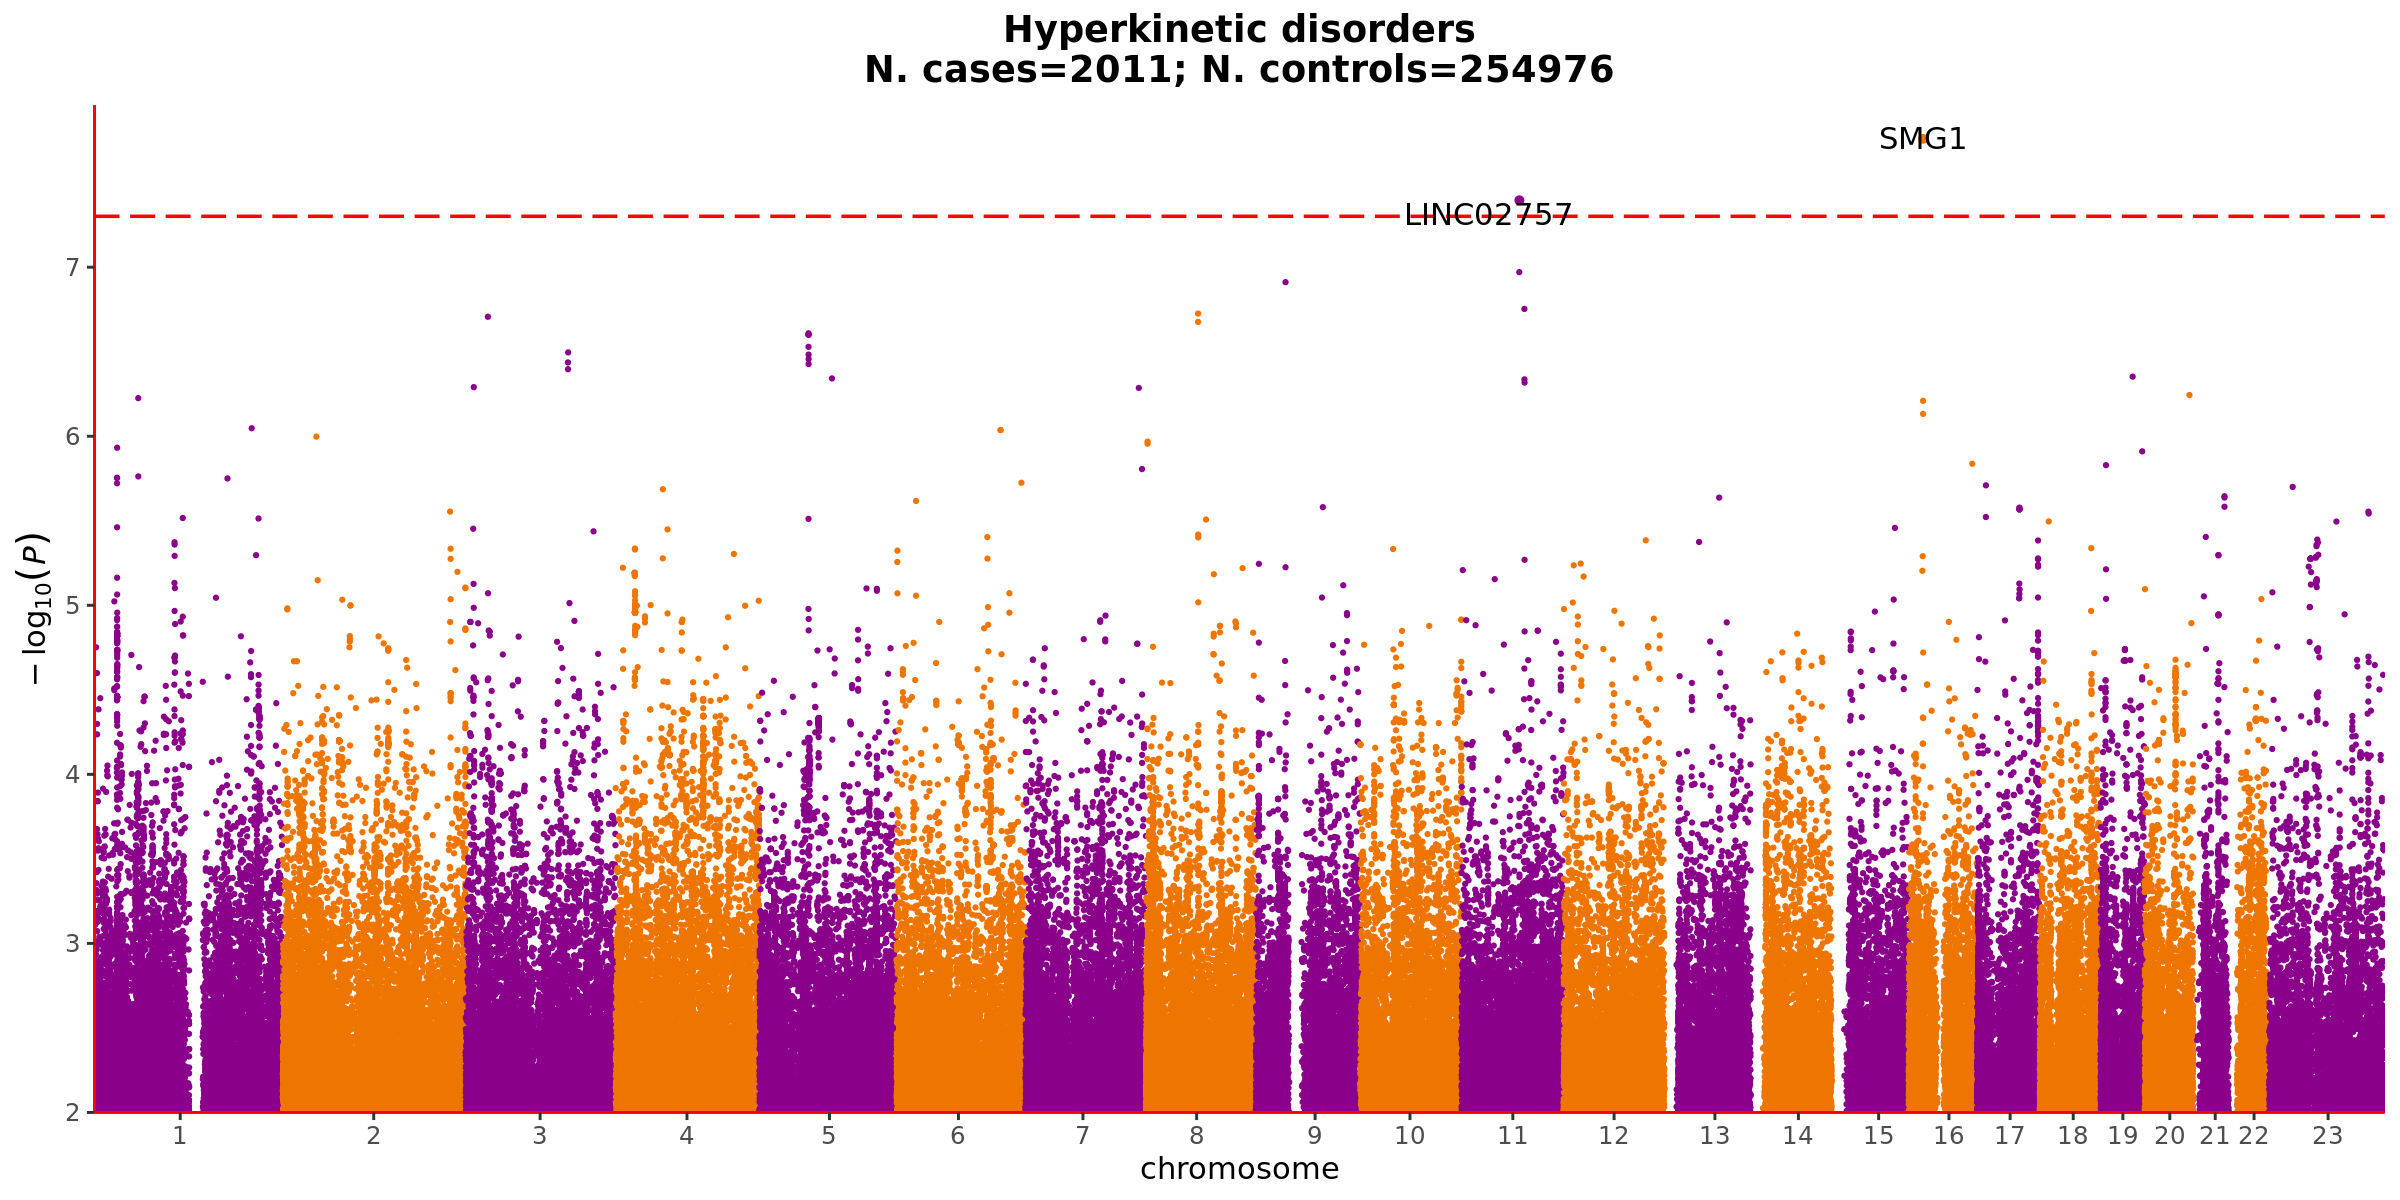 Hyperkinetic disorders
N. cases=2011; N. controls=254976
SMG1
LINC02757
7
6
5
4
3
2
− log10(P)
1 2 3 4 5 6 7 8 9 10 11 12 13 14 15 16 17 18 19 20 21 22 23
chromosome